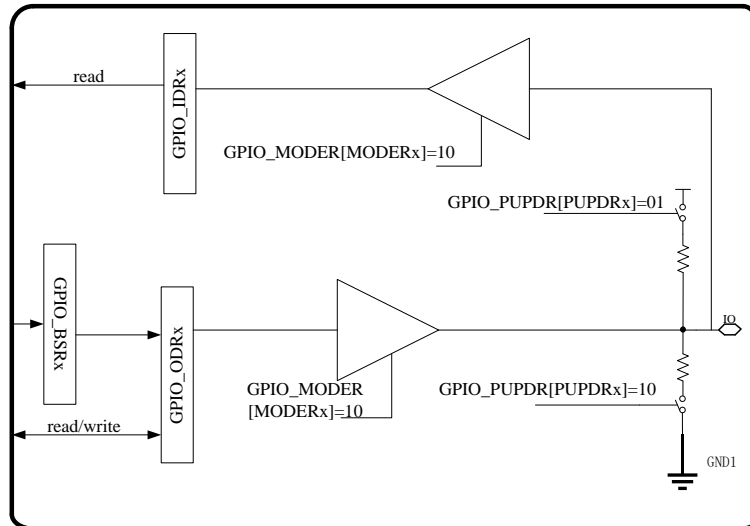 read
GPIO_IDRx
GPIO_MODER[MODERx]=10
GPIO_PUPDR[PUPDRx]=01
GPIO_BSRx
GPIO_ODRx
IO
GPIO_MODER
[MODERx]=10
GPIO_PUPDR[PUPDRx]=10
read/write
GND1